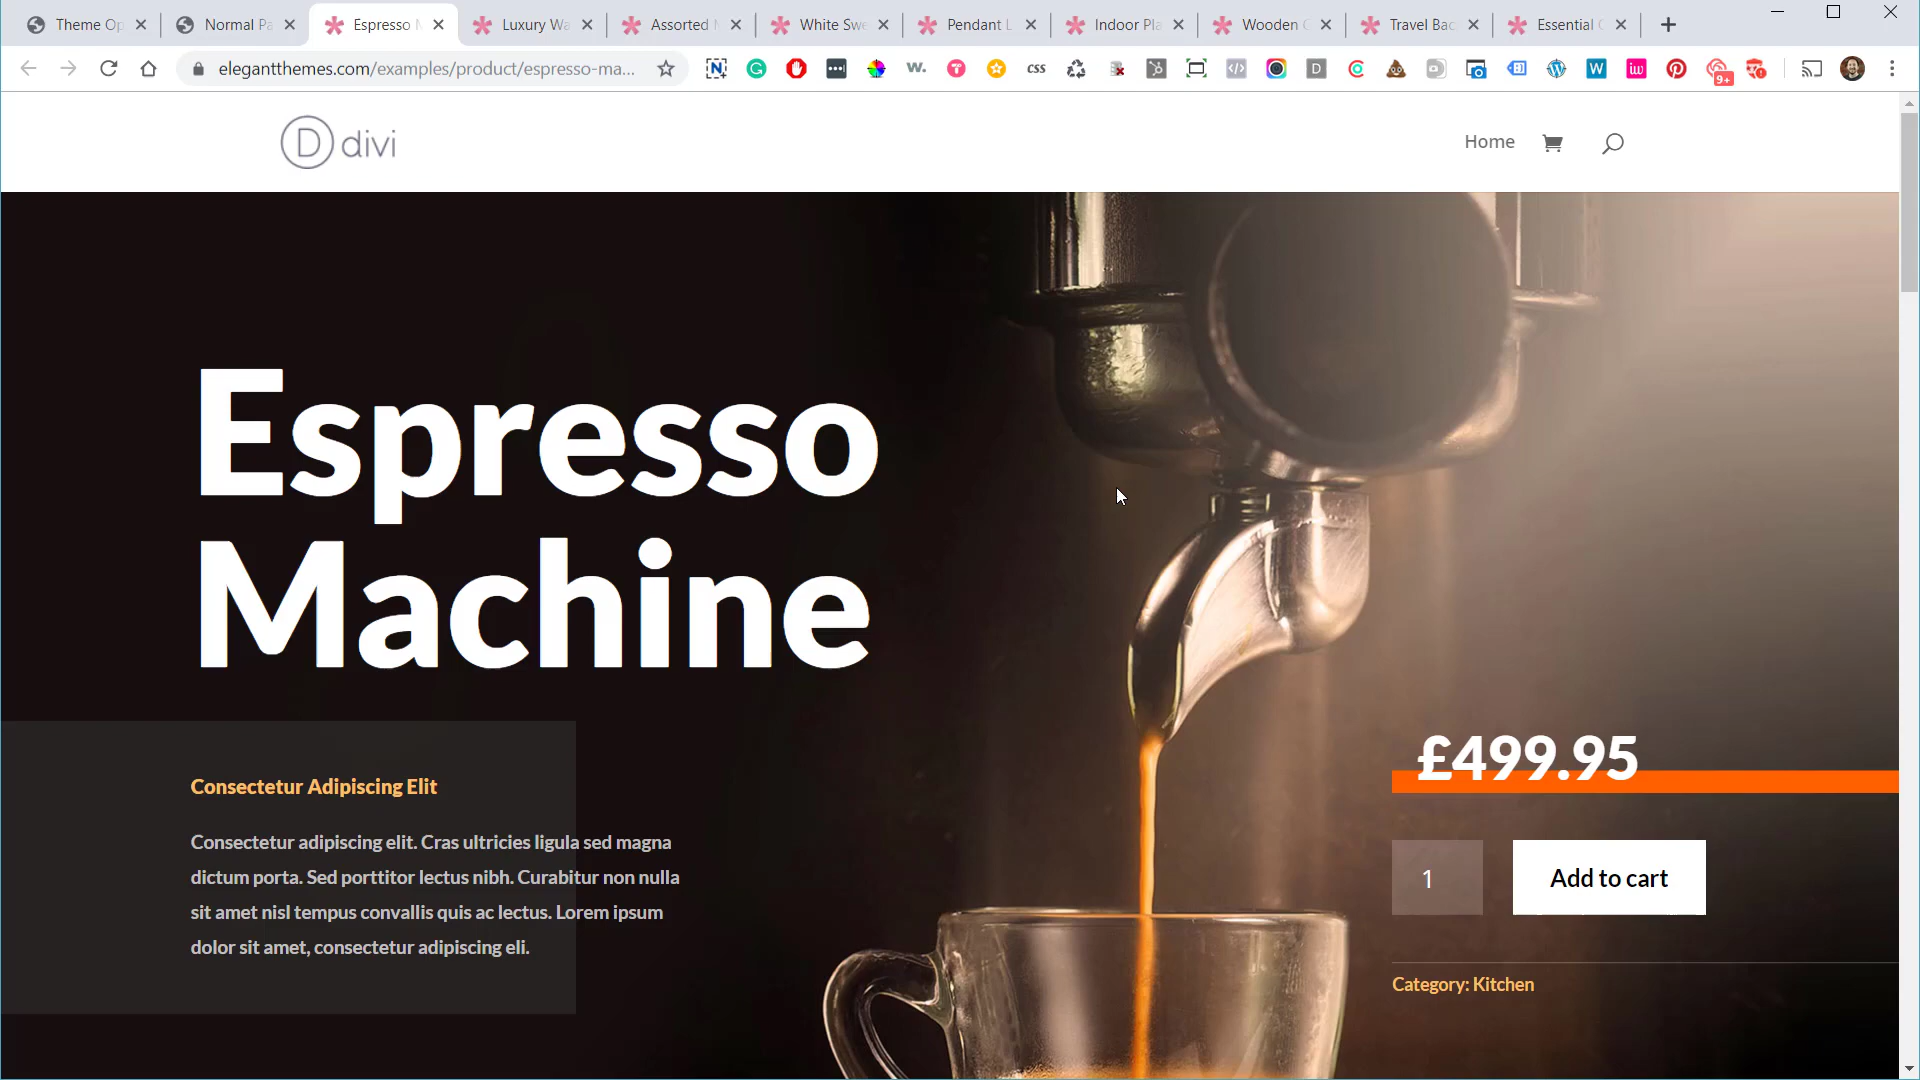 Theme Op
Normal Pa
Espresso M
Luxury Wa
Assorted
White Swe
Pendant L
Indoor Pla
Wooden
Travel Bac
Essential
elegantthemes.com/examples/product/espresso-ma...
css
9+
D divi
Home
Espresso
Machine
Consectetur Adipiscing Elit
Consectetur adipiscing elit. Cras ultricies ligula sed magna
dictum porta. Sed porttitor lectus nibh. Curabitur non nulla
sit amet nisl tempus convallis quis ac lectus. Lorem ipsum
dolor sit amet, consectetur adipiscing eli.
£499.95
1
Add to cart
Category: Kitchen